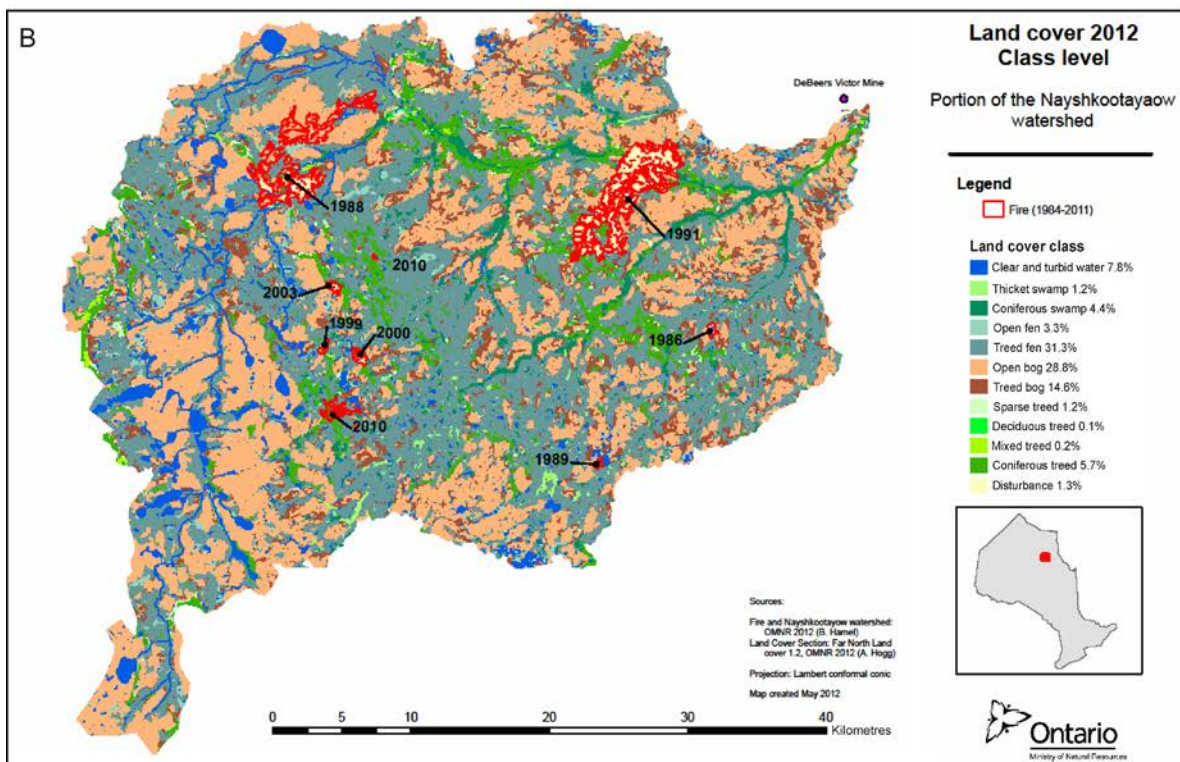 B
Land cover 2012
Class level
Portion of the Nayshkootayaow
watershed
DeBeers Victor Mine
Legend
Fire (1984-2011)
Land cover class
Clear and turbid water 7.8%
Thicket swamp 1.2%
Coniferous swamp 4.4%
Open fen 3.3%
Treed fen 31.3%
Open bog 28.8%
Treed bog 14.6%
Sparse treed 1.2%
Deciduous treed 0.1%
Mixed treed 0.2%
Coniferous treed 5.7%
Disturbance 1.3%
1988
1991
2010
2003
1999
2000
1986
2010
1989
Sources:
Fire and Nayshkootayow watershed:
OMNR 2012 (B. Hamel)
Land Cover Section: Far North Land
cover 1.2, OMNR 2012 (A. Hogg)
Projection: Lambert conformal conic
Map created May 2012
0 5 10 20 30 40
Kilometres
Ontario
Ministry of Natural Resources